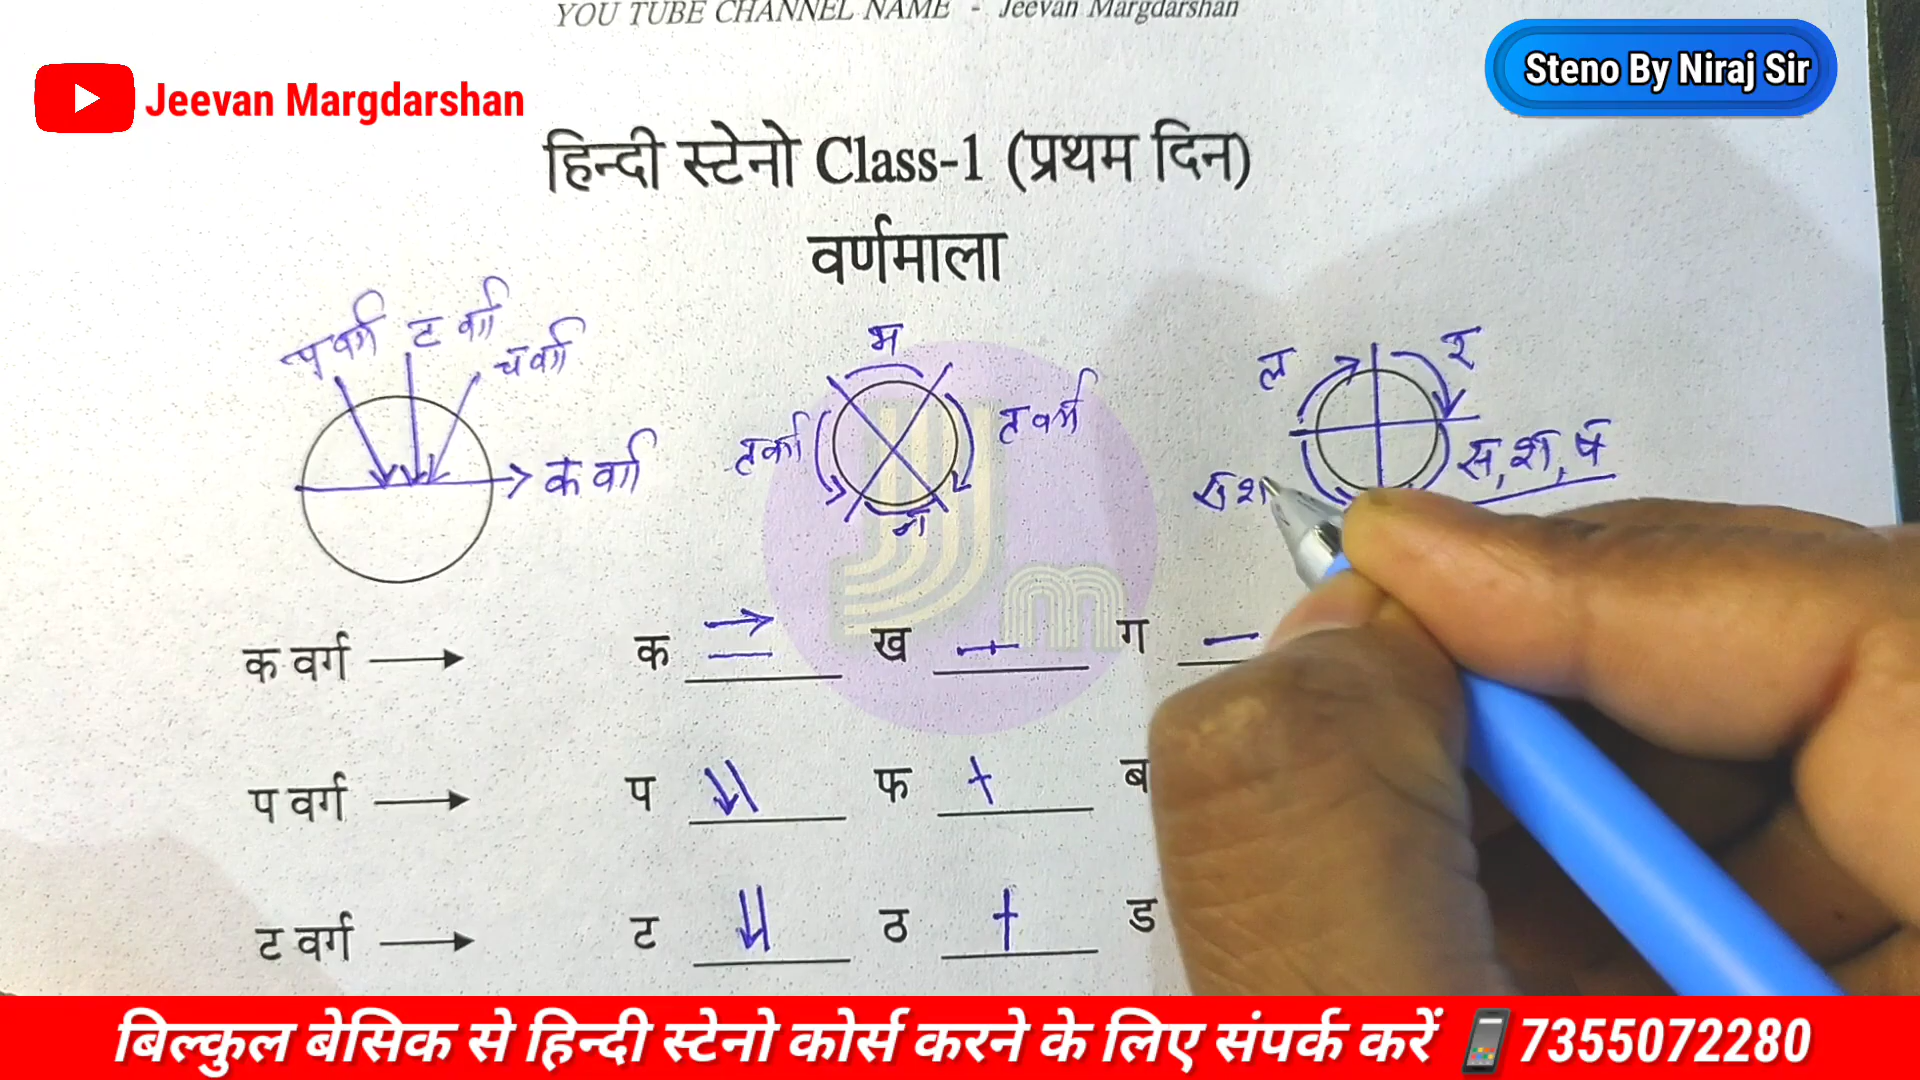 YOU TUBE CHANNEL NAME - Jeevan Margdarshan
Jeevan Margdarshan
Steno By Niraj Sir
हिन्दी स्टेनो Class-1 (प्रथम दिन)
वर्णमाला
प वर्ग ट वर्ग च वर्ग क वर्ग
म त वर्ग त वर्ग न
ल र स, श, ष स श
क वर्ग → क ख ग
प वर्ग → प फ ब
ट वर्ग → ट ठ ड
बिल्कुल बेसिक से हिन्दी स्टेनो कोर्स करने के लिए संपर्क करें 7355072280